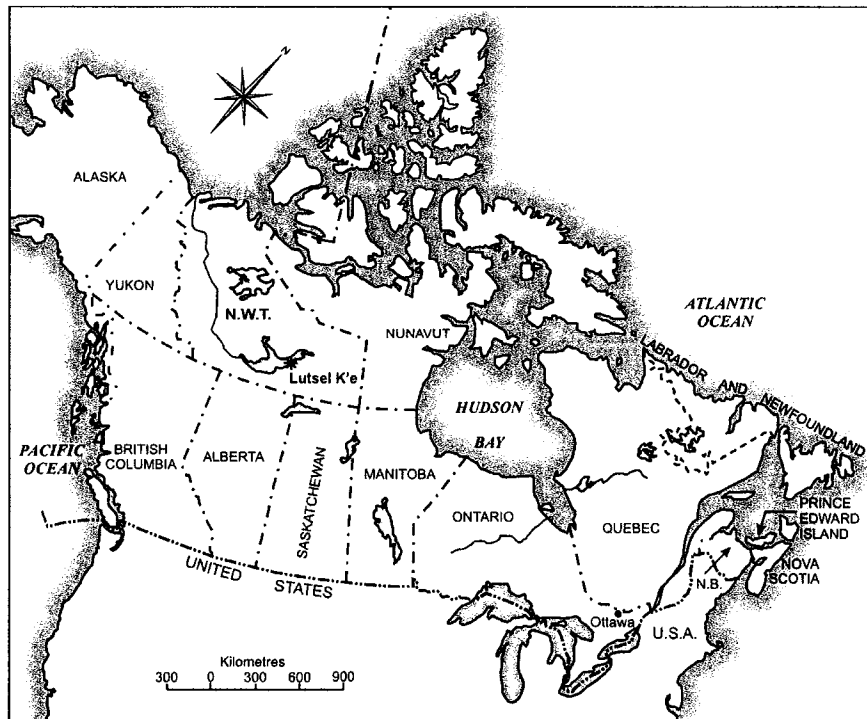 N
ALASKA
YUKON
N.W.T.
NUNAVUT
Lutsel K'e
ATLANTIC
OCEAN
LABRADOR AND NEWFOUNDLAND
HUDSON
BAY
PACIFIC
OCEAN
BRITISH
COLUMBIA
ALBERTA
SASKATCHEWAN
MANITOBA
ONTARIO
QUEBEC
PRINCE
EDWARD
ISLAND
NOVA
SCOTIA
N.B.
UNITED STATES
Ottawa
U.S.A.
Kilometres
300 0 300 600 900